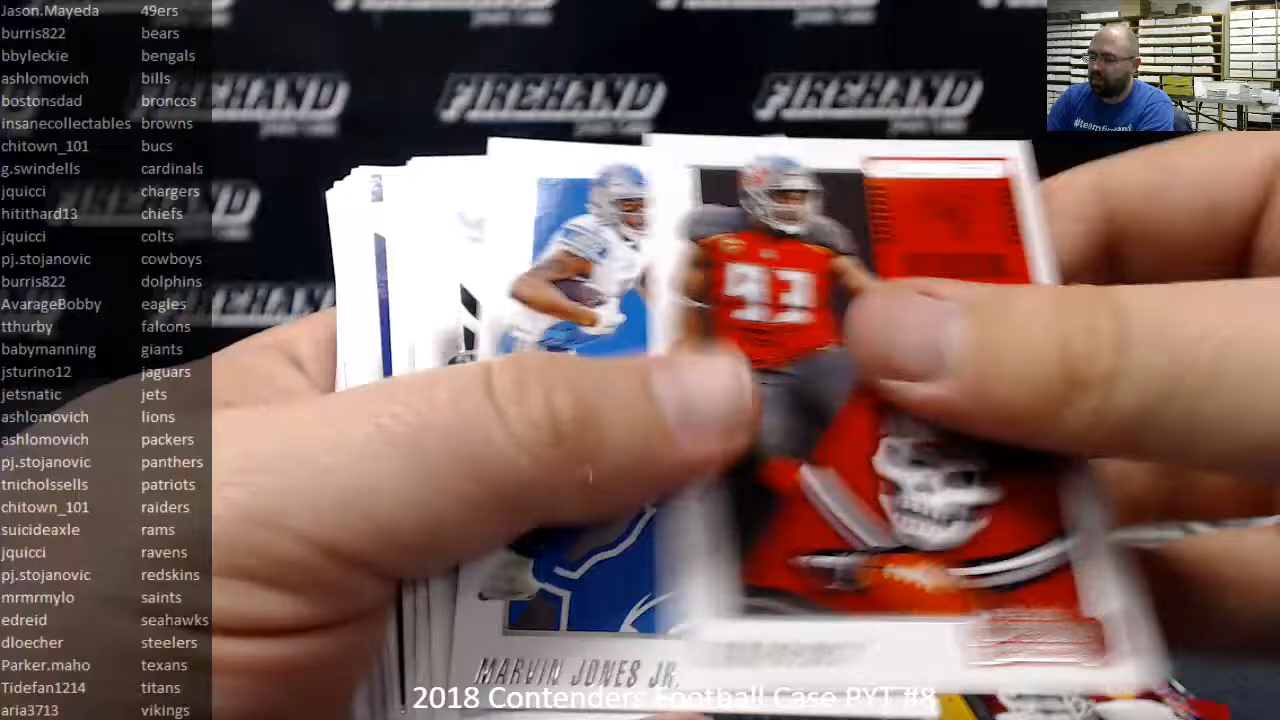 Jason.Mayeda 49ers
burris822 bears
bbyleckie bengals
ashlomovich bills
bostonsdad broncos
insanecollectables browns
chitown_101 bucs
g.swindells cardinals
jquicci chargers
hitithard13 chiefs
jquicci colts
pj.stojanovic cowboys
burris822 dolphins
AvarageBobby eagles
tthurby falcons
babymanning giants
jsturino12 jaguars
jetsnatic jets
ashlomovich lions
ashlomovich packers
pj.stojanovic panthers
tnicholssells patriots
chitown_101 raiders
suicideaxle rams
jquicci ravens
pj.stojanovic redskins
mrmrmylo saints
edreid seahawks
dloecher steelers
Parker.maho texans
Tidefan1214 titans
aria3713 vikings
FIREHAND
FIREHAND
FIREHAND
93
MARVIN JONES JR.
2018 Contenders Football Case PYT #8